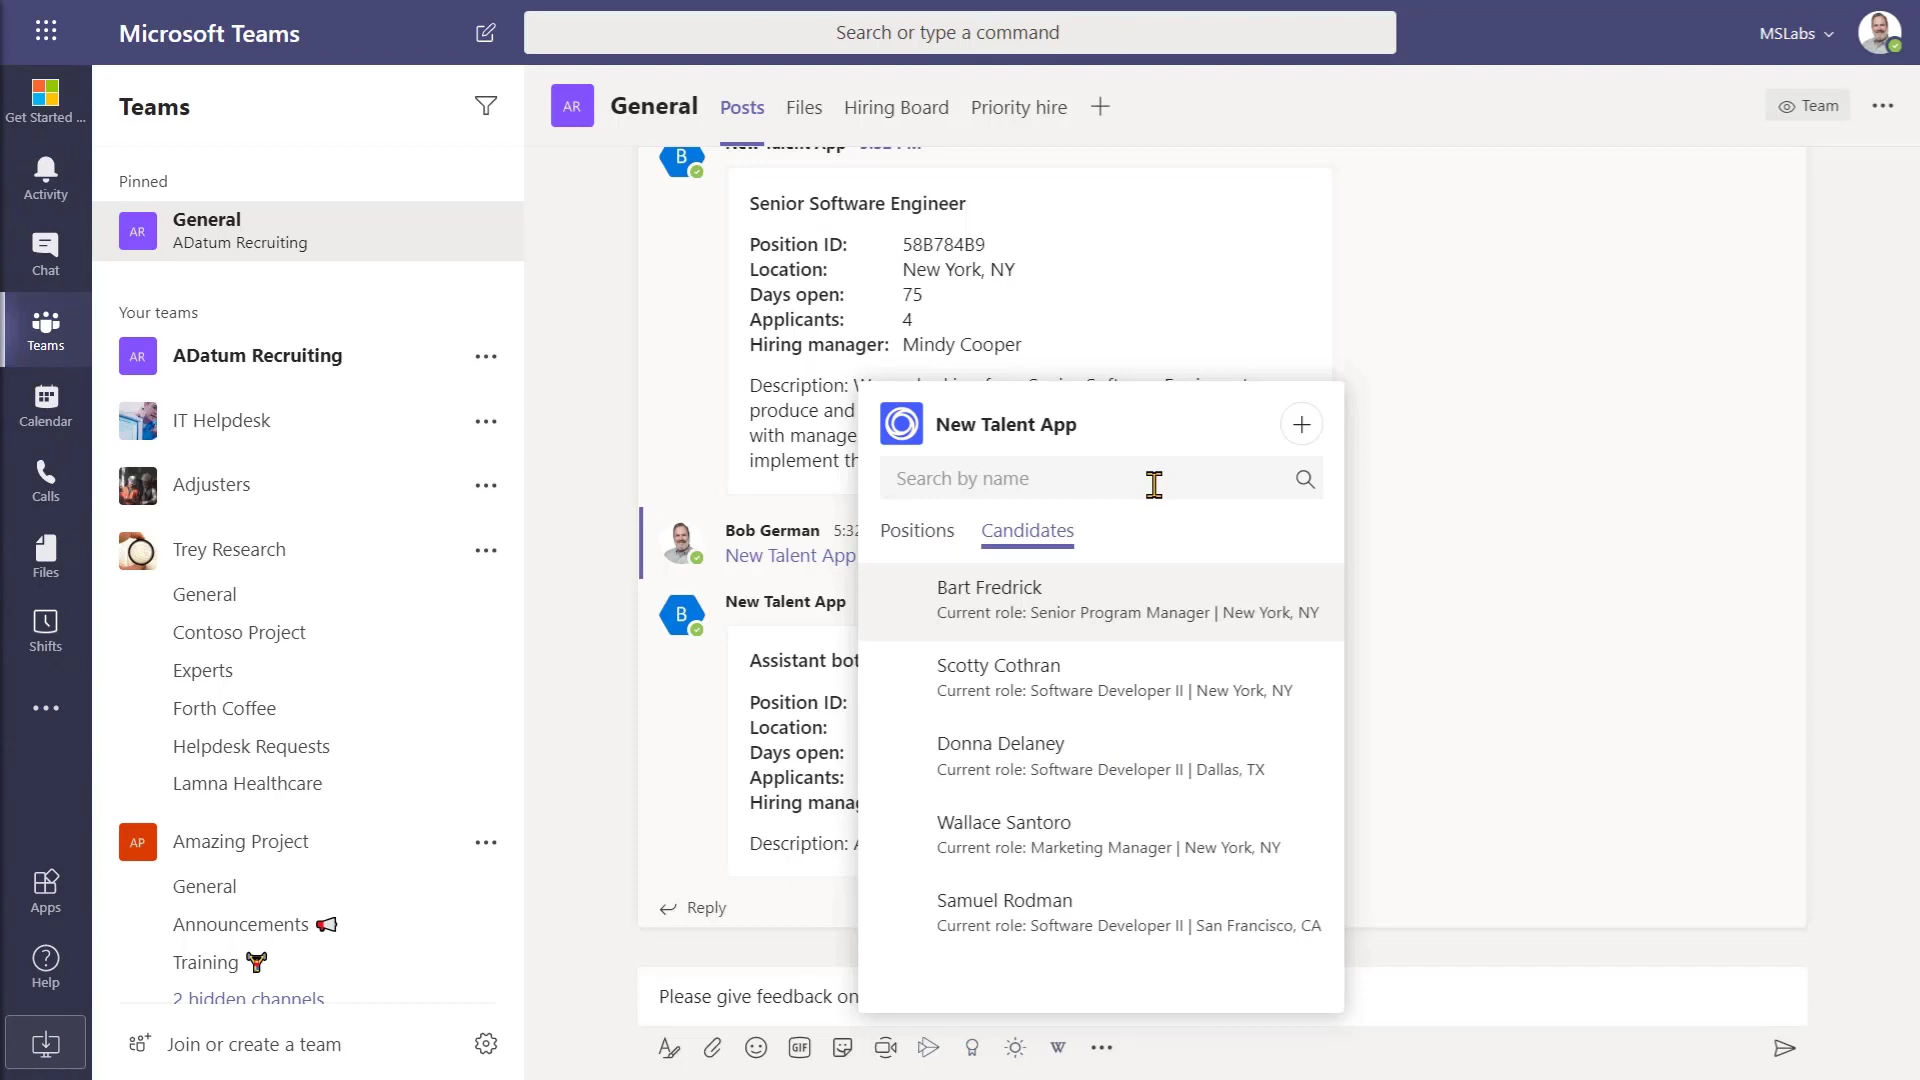 Microsoft Teams
Search or type a command
MSLabs
Get Started ...
Activity
Chat
Teams
Calendar
Calls
Files
Shifts
Apps
Help
Teams
Pinned
AR
General
ADatum Recruiting
Your teams
AR
ADatum Recruiting
IT Helpdesk
Adjusters
Trey Research
General
Contoso Project
Experts
Forth Coffee
Helpdesk Requests
Lamna Healthcare
AP
Amazing Project
General
Announcements
Training
2 hidden channels
Join or create a team
AR
General
Posts
Files
Hiring Board
Priority hire
Team
B
New Talent App
Senior Software Engineer
Position ID: 58B784B9
Location: New York, NY
Days open: 75
Applicants: 4
Hiring manager: Mindy Cooper
Description:
produce and
with manage
implement th
Bob German 5:32
New Talent App
B
New Talent App
Assistant bot
Position ID:
Location:
Days open:
Applicants:
Hiring manag
Description: A
Reply
Please give feedback on
GIF
W
New Talent App
Search by name
Positions
Candidates
Bart Fredrick
Current role: Senior Program Manager | New York, NY
Scotty Cothran
Current role: Software Developer II | New York, NY
Donna Delaney
Current role: Software Developer II | Dallas, TX
Wallace Santoro
Current role: Marketing Manager | New York, NY
Samuel Rodman
Current role: Software Developer II | San Francisco, CA